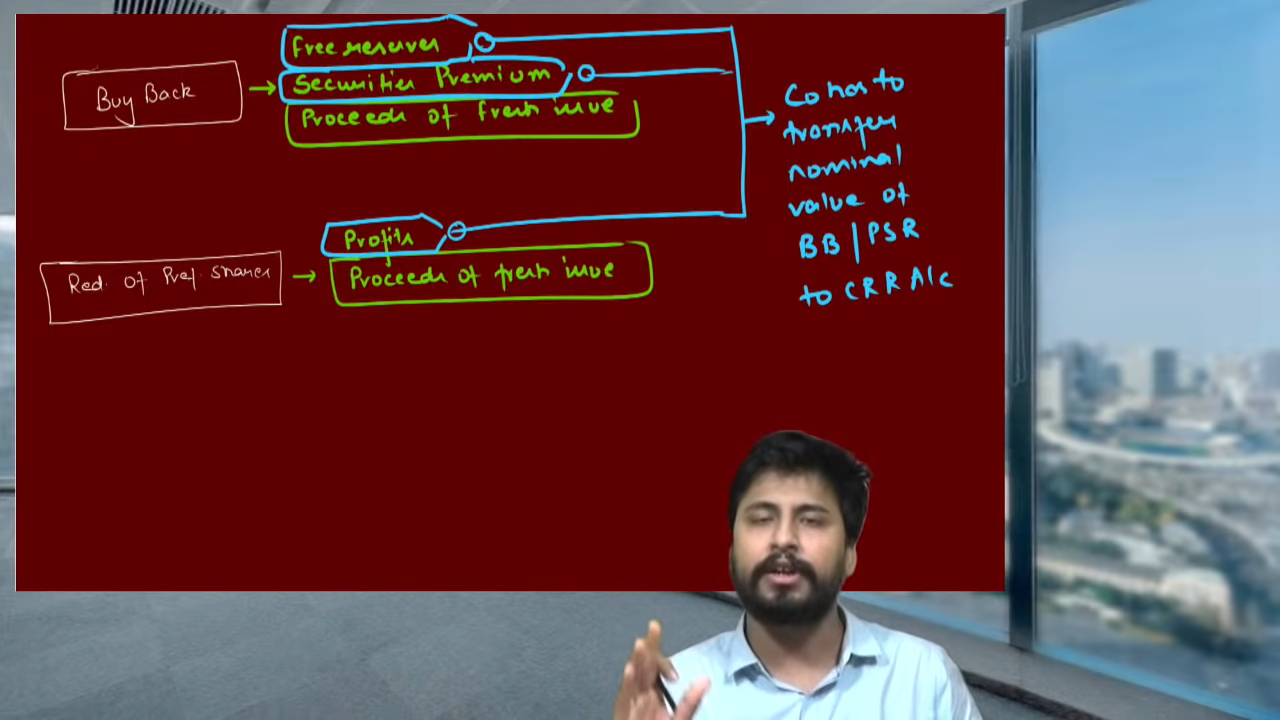 Buy Back
→ Free reserves
Securities Premium
Proceeds of fresh issue
Red. of Pref. shares
→ Profits
Proceeds of fresh issue
→ Co has to
transfer
nominal
value of
BB | PSR
to CRR A/c